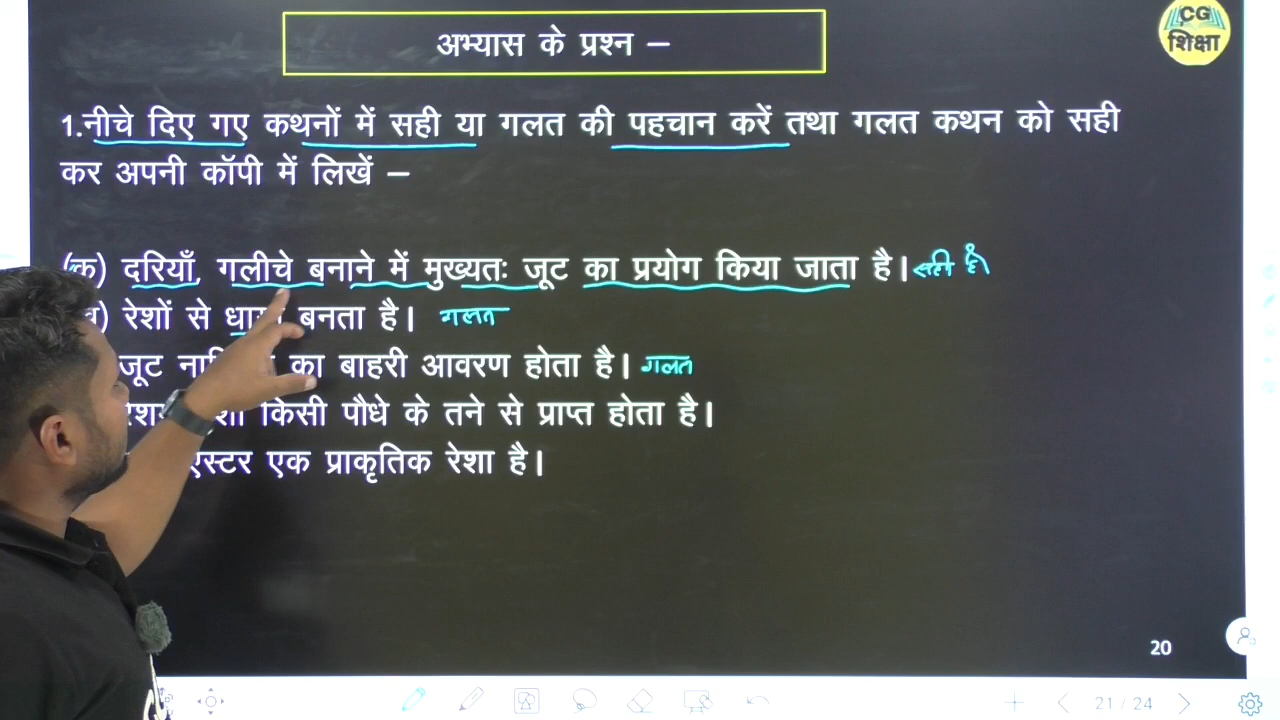 अभ्यास के प्रश्न –
CG
शिक्षा
1.नीचे दिए गए कथनों में सही या गलत की पहचान करें तथा गलत कथन को सही
कर अपनी कॉपी में लिखें –
(क) दरियाँ, गलीचे बनाने में मुख्यतः जूट का प्रयोग किया जाता है। सही है
रेशों से बनता है। गलत
जूट का बाहरी आवरण होता है। गलत
किसी पौधे के तने से प्राप्त होता है।
एक प्राकृतिक रेशा है।
20
21 / 24